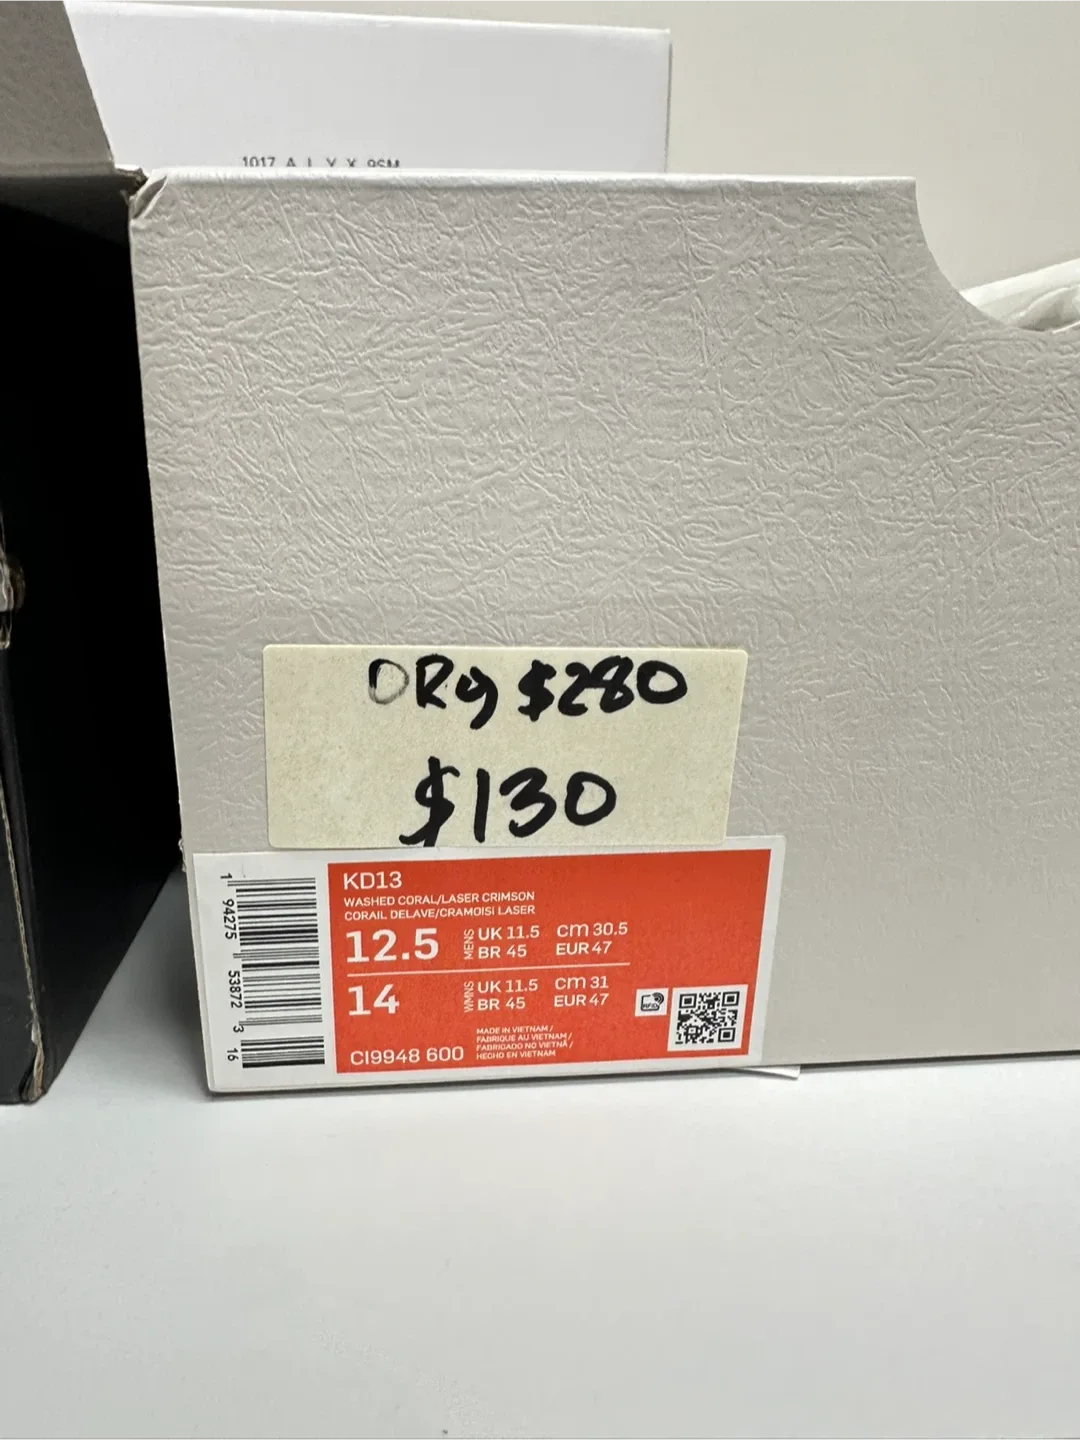 1017 A L Y X 9SM
ORg $280
$130
KD13
WASHED CORAL/LASER CRIMSON
CORAIL DELAVE/CRAMOISI LASER
12.5 MENS UK 11.5 CM 30.5
BR 45 EUR 47
14 WMNS UK 11.5 CM 31
BR 45 EUR 47
CI9948 600
MADE IN VIETNAM /
FABRIQUE AU VIETNAM /
FABRICADO NO VIETNÃ /
HECHO EN VIETNAM
1 94275 53872 3 16